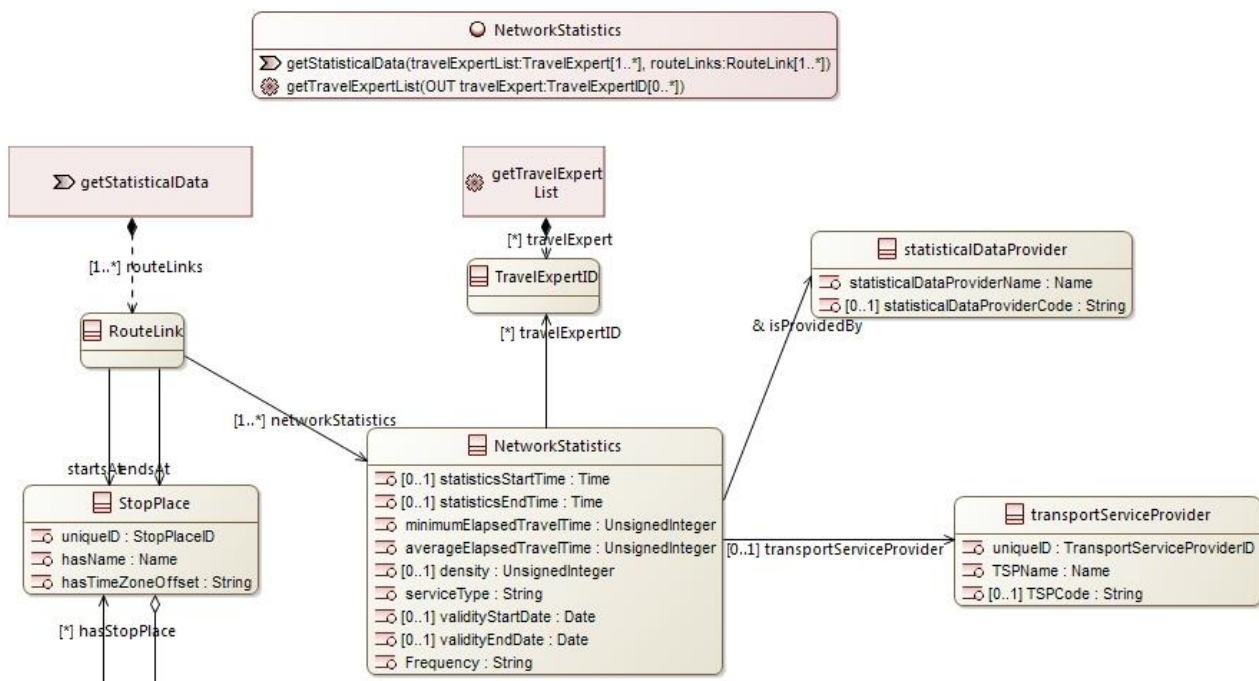 NetworkStatistics
getStatisticalData(travelExpertList:TravelExpert[1..*], routeLinks:RouteLink[1..*])
getTravelExpertList(OUT travelExpert:TravelExpertID[0..*])
getStatisticalData
getTravelExpert
List
[*] travelExpert
[1..*] routeLinks
TravelExpertID
statisticalDataProvider
statisticalDataProviderName : Name
[0..1] statisticalDataProviderCode : String
RouteLink
[*] travelExpertID
& isProvidedBy
[1..*] networkStatistics
NetworkStatistics
[0..1] statisticsStartTime : Time
[0..1] statisticsEndTime : Time
minimumElapsedTravelTime : UnsignedInteger
averageElapsedTravelTime : UnsignedInteger
[0..1] density : UnsignedInteger
serviceType : String
[0..1] validityStartDate : Date
[0..1] validityEndDate : Date
Frequency : String
startsAt endsAt
StopPlace
uniqueID : StopPlaceID
hasName : Name
hasTimeZoneOffset : String
[*] hasStopPlace
[0..1] transportServiceProvider
transportServiceProvider
uniqueID : TransportServiceProviderID
TSPName : Name
[0..1] TSPCode : String